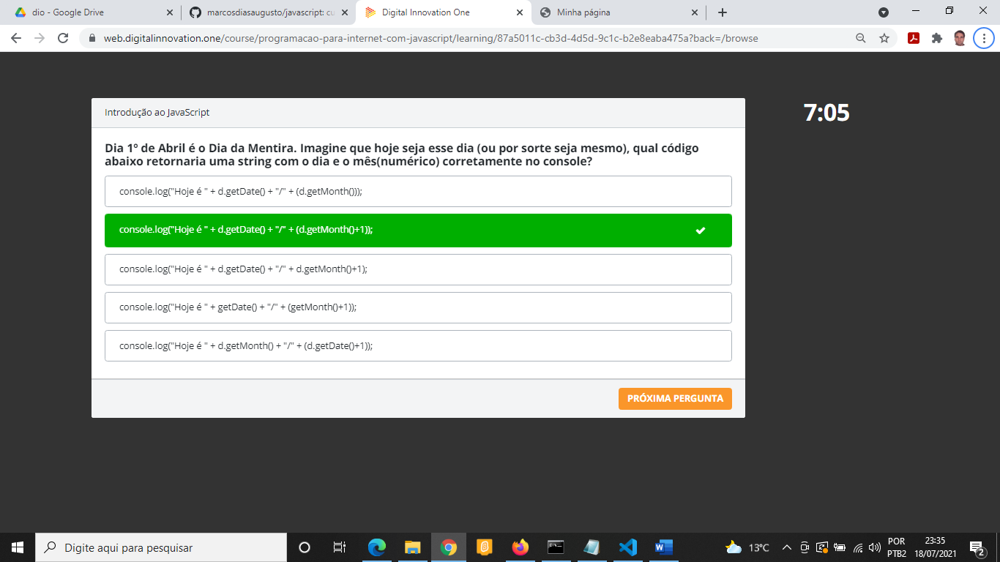 dio - Google Drive
marcosdiasaugusto/javascript: cu
Digital Innovation One
Minha página
web.digitalinnovation.one/course/programacao-para-internet-com-javascript/learning/87a5011c-cb3d-4d5d-9c1c-b2e8eaba475a?back=/browse
Introdução ao JavaScript
7:05
Dia 1º de Abril é o Dia da Mentira. Imagine que hoje seja esse dia (ou por sorte seja mesmo), qual código
abaixo retornaria uma string com o dia e o mês(numérico) corretamente no console?
console.log("Hoje é " + d.getDate() + "/" + (d.getMonth()));
console.log("Hoje é " + d.getDate() + "/" + (d.getMonth()+1));
console.log("Hoje é " + d.getDate() + "/" + d.getMonth()+1);
console.log("Hoje é " + getDate() + "/" + (getMonth()+1));
console.log("Hoje é " + d.getMonth() + "/" + (d.getDate()+1));
PRÓXIMA PERGUNTA
Digite aqui para pesquisar
13°C
POR
PTB2
23:35
18/07/2021
2